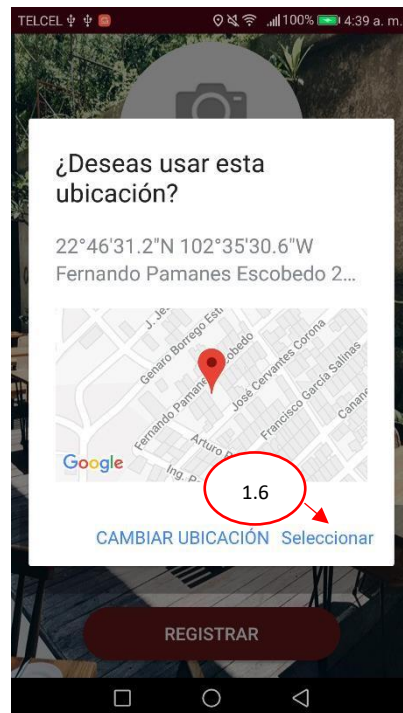 TELCEL 100% 4:39 a. m.
¿Deseas usar esta
ubicación?
22°46'31.2"N 102°35'30.6"W
Fernando Pamanes Escobedo 2...
J. 
Genaro Borrego
Fernando Pamanes
José Cervantes Corona
Francisco García Salinas
Arturo
Ing.
Google
1.6
CAMBIAR UBICACIÓN Seleccionar
REGISTRAR